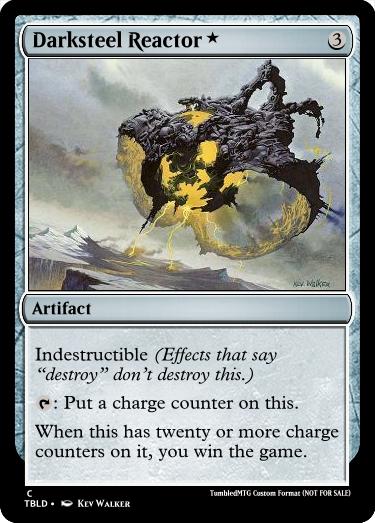 Darksteel Reactor★ 3
KEV WALKER
Artifact
Indestructible (Effects that say
“destroy” don’t destroy this.)
: Put a charge counter on this.
When this has twenty or more charge
counters on it, you win the game.
C
TBLD • Kev Walker
TumbledMTG Custom Format (NOT FOR SALE)